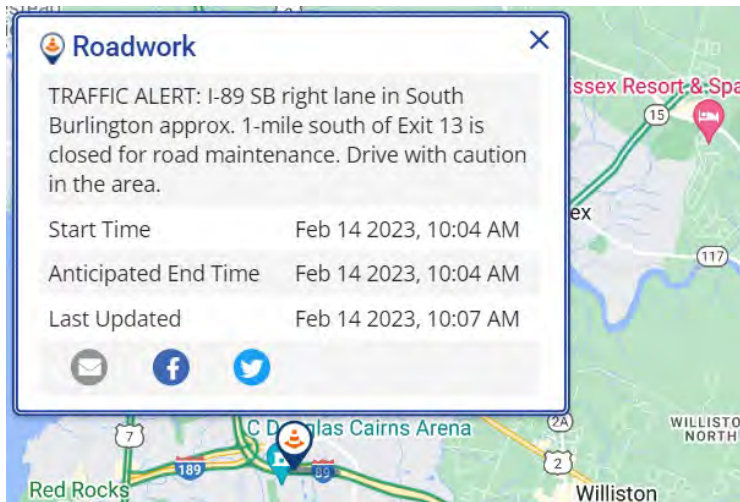 Roadwork
TRAFFIC ALERT: I-89 SB right lane in South
Burlington approx. 1-mile south of Exit 13 is
closed for road maintenance. Drive with caution
in the area.
Start Time Feb 14 2023, 10:04 AM
Anticipated End Time Feb 14 2023, 10:04 AM
Last Updated Feb 14 2023, 10:07 AM
ssex Resort & Spa
15
ex
117
7
C D glas Cairns Arena
2A
WILLISTO
NORTH
189
89
2
Red Rocks
Williston